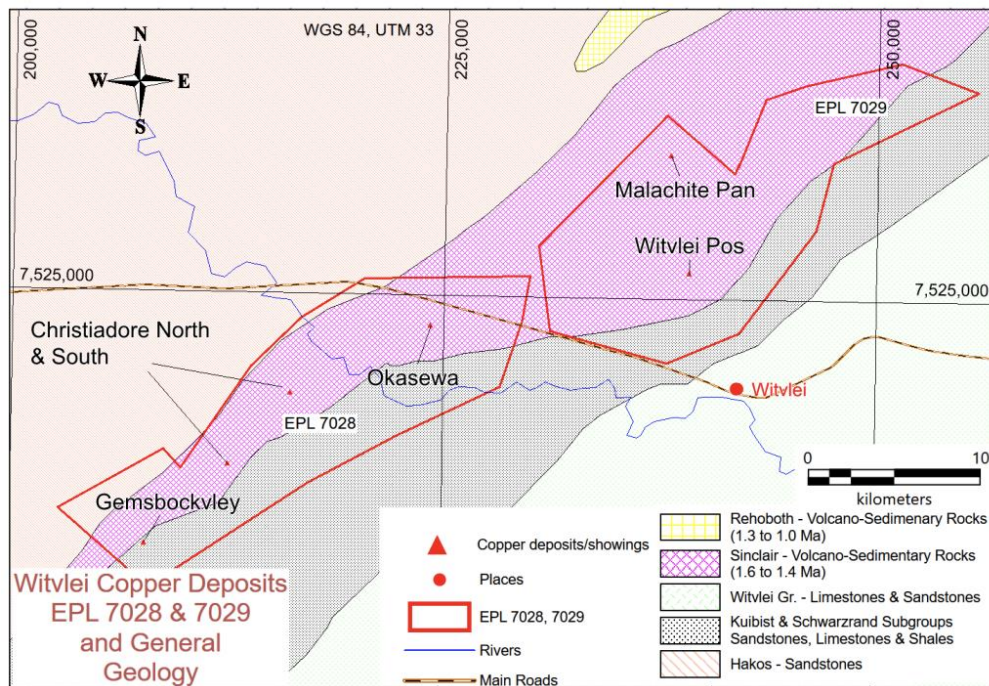 WGS 84, UTM 33
200,000
225,000
250,000
N
W E
S
EPL 7029
Malachite Pan
Witvlei Pos
7,525,000
7,525,000
Christiadore North
& South
Okasewa
EPL 7028
Witvlei
Gemsbockvley
0 10
kilometers
Witvlei Copper Deposits
EPL 7028 & 7029
and General
Geology
Copper deposits/showings
Places
EPL 7028, 7029
Rivers
Main Roads
Rehoboth - Volcano-Sedimenary Rocks
(1.3 to 1.0 Ma)
Sinclair - Volcano-Sedimentary Rocks
(1.6 to 1.4 Ma)
Witvlei Gr. - Limestones & Sandstones
Kuibist & Schwarzrand Subgroups
Sandstones, Limestones & Shales
Hakos - Sandstones